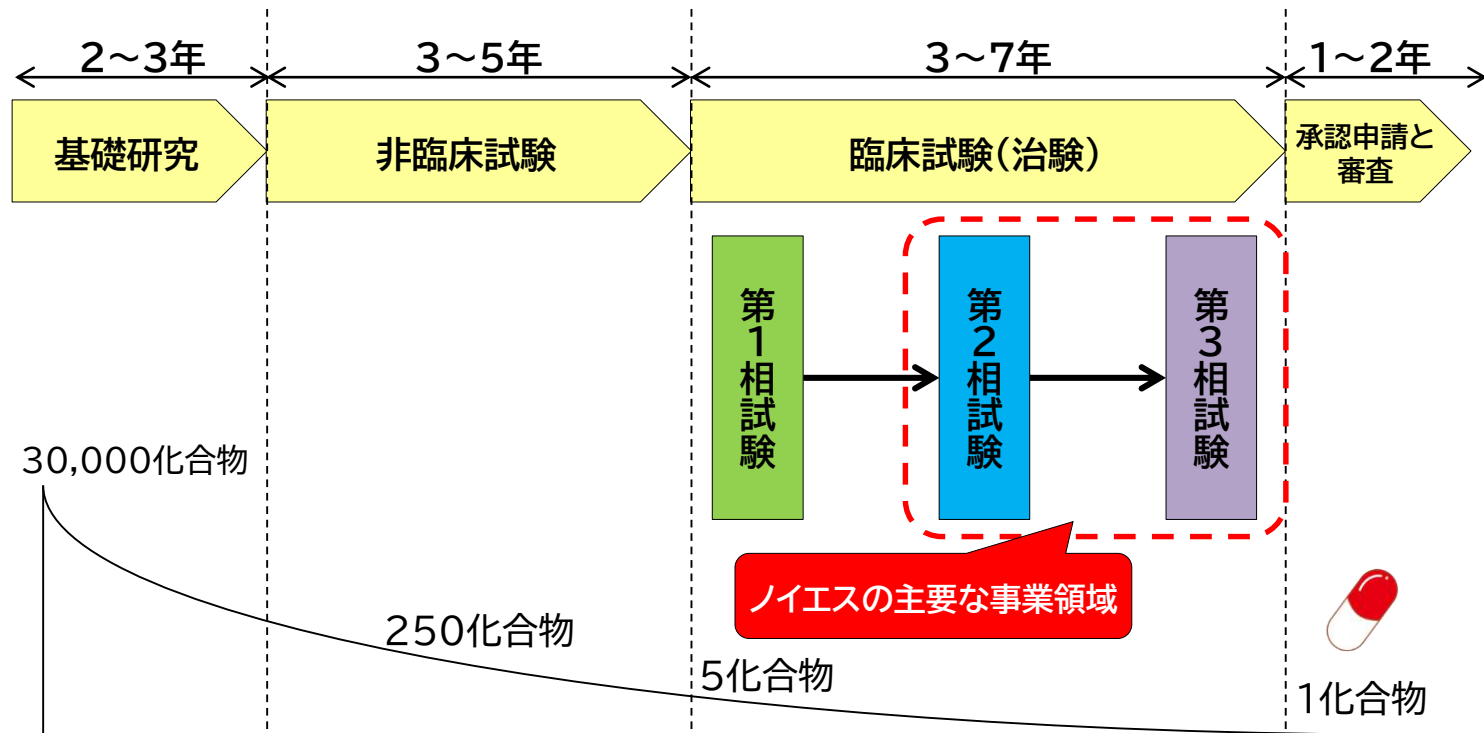 2～3年
3～5年
3～7年
1～2年
基礎研究
非臨床試験
臨床試験(治験)
承認申請と
審査
第1相試験
第2相試験
第3相試験
ノイエスの主要な事業領域
30,000化合物
250化合物
5化合物
1化合物